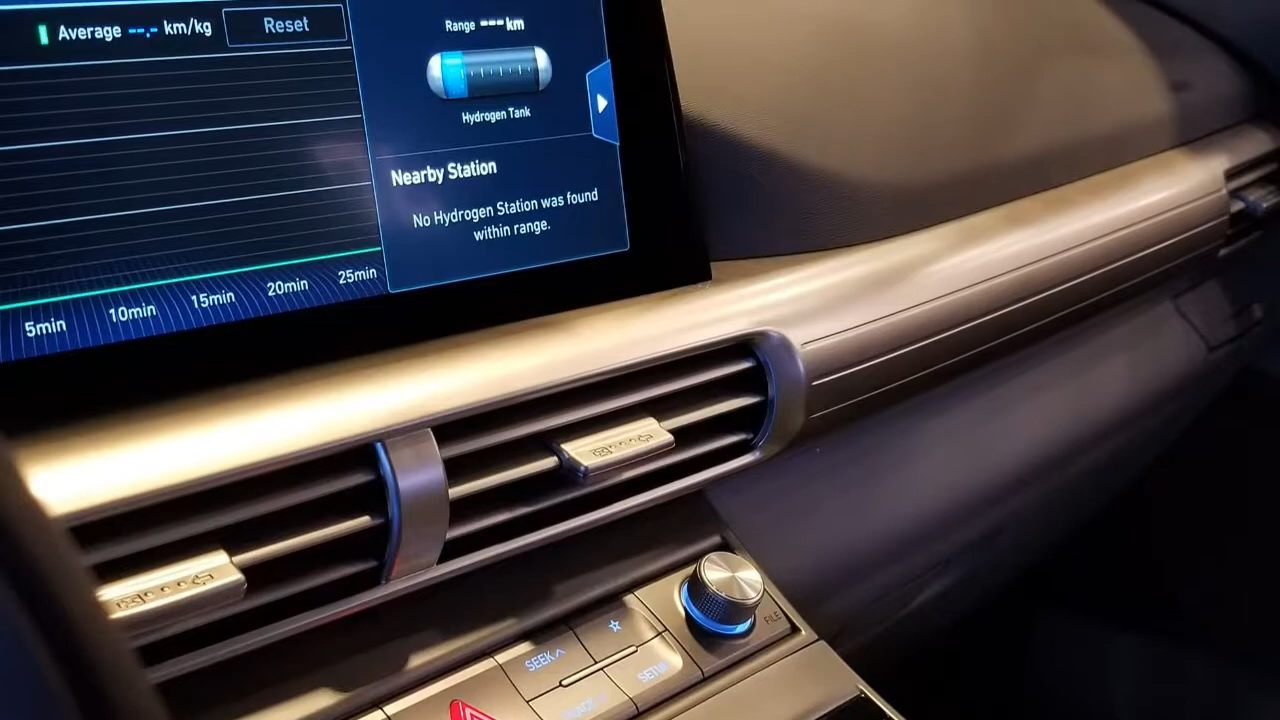 Average --.- km/kg
Reset
Range --- km
Hydrogen Tank
Nearby Station
No Hydrogen Station was found
within range.
5min 10min 15min 20min 25min
SEEK
SETUP
FILE